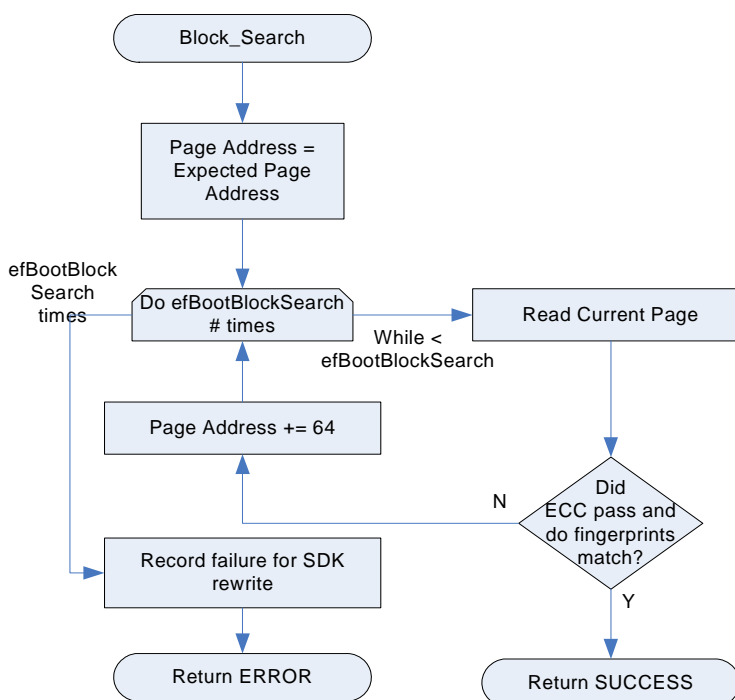 Block_Search
Page Address =
Expected Page
Address
efBootBlock
Search
times
Do efBootBlockSearch
# times
While <
efBootBlockSearch
Read Current Page
Page Address += 64
N
Did
ECC pass and
do fingerprints
match?
Y
Record failure for SDK
rewrite
Return ERROR
Return SUCCESS